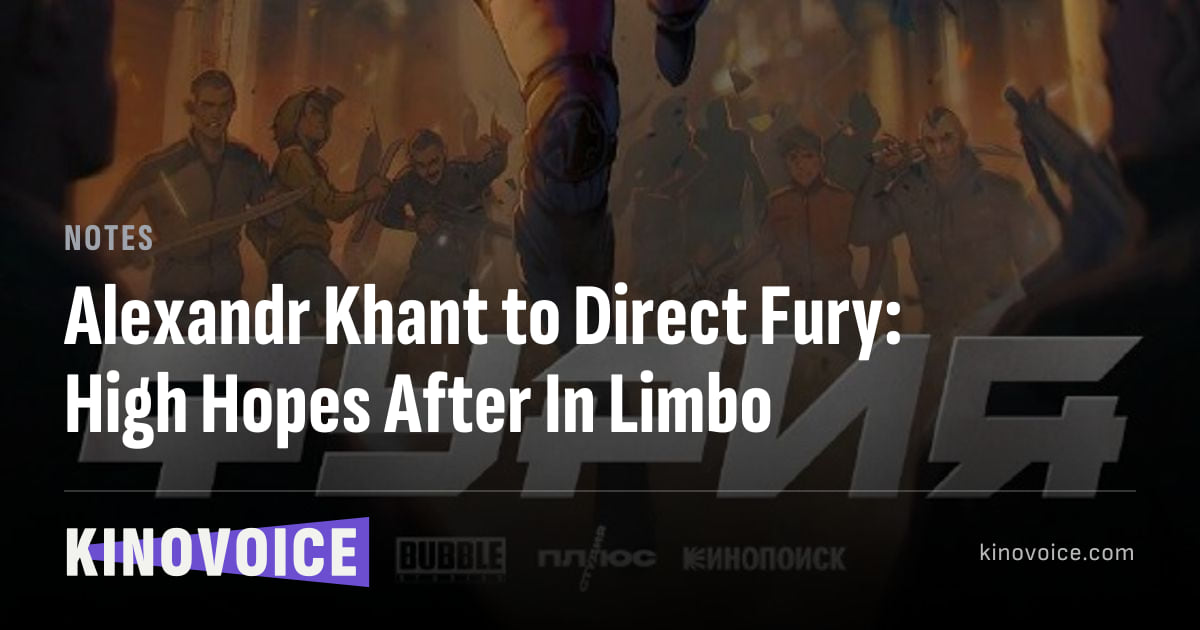 NOTES
Alexandr Khant to Direct Fury:
High Hopes After In Limbo
ФУРИЯ
KINOVOICE
BUBBLE
STUDIOS
ПЛЮС
СТУДИЯ
КИНОПОИСК
kinovoice.com